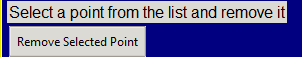 Select a point from the list and remove it
Remove Selected Point